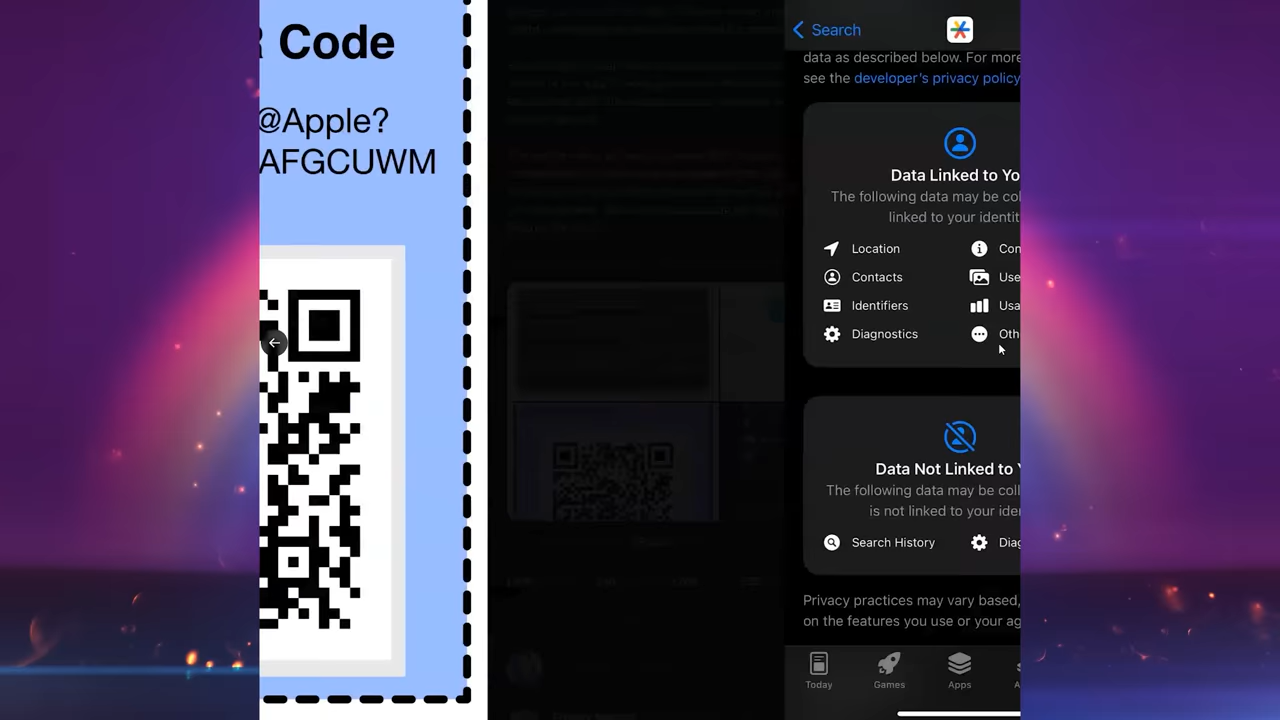 Code
@Apple?
AFGCUWM
Search
data as described below. For more
see the developer's privacy policy
Data Linked to Yo
The following data may be col
linked to your identit
Location
Con
Contacts
Use
Identifiers
Usa
Diagnostics
Oth
Data Not Linked to Y
The following data may be coll
is not linked to your iden
Search History
Diag
Privacy practices may vary based,
on the features you use or your ag
Today
Games
Apps